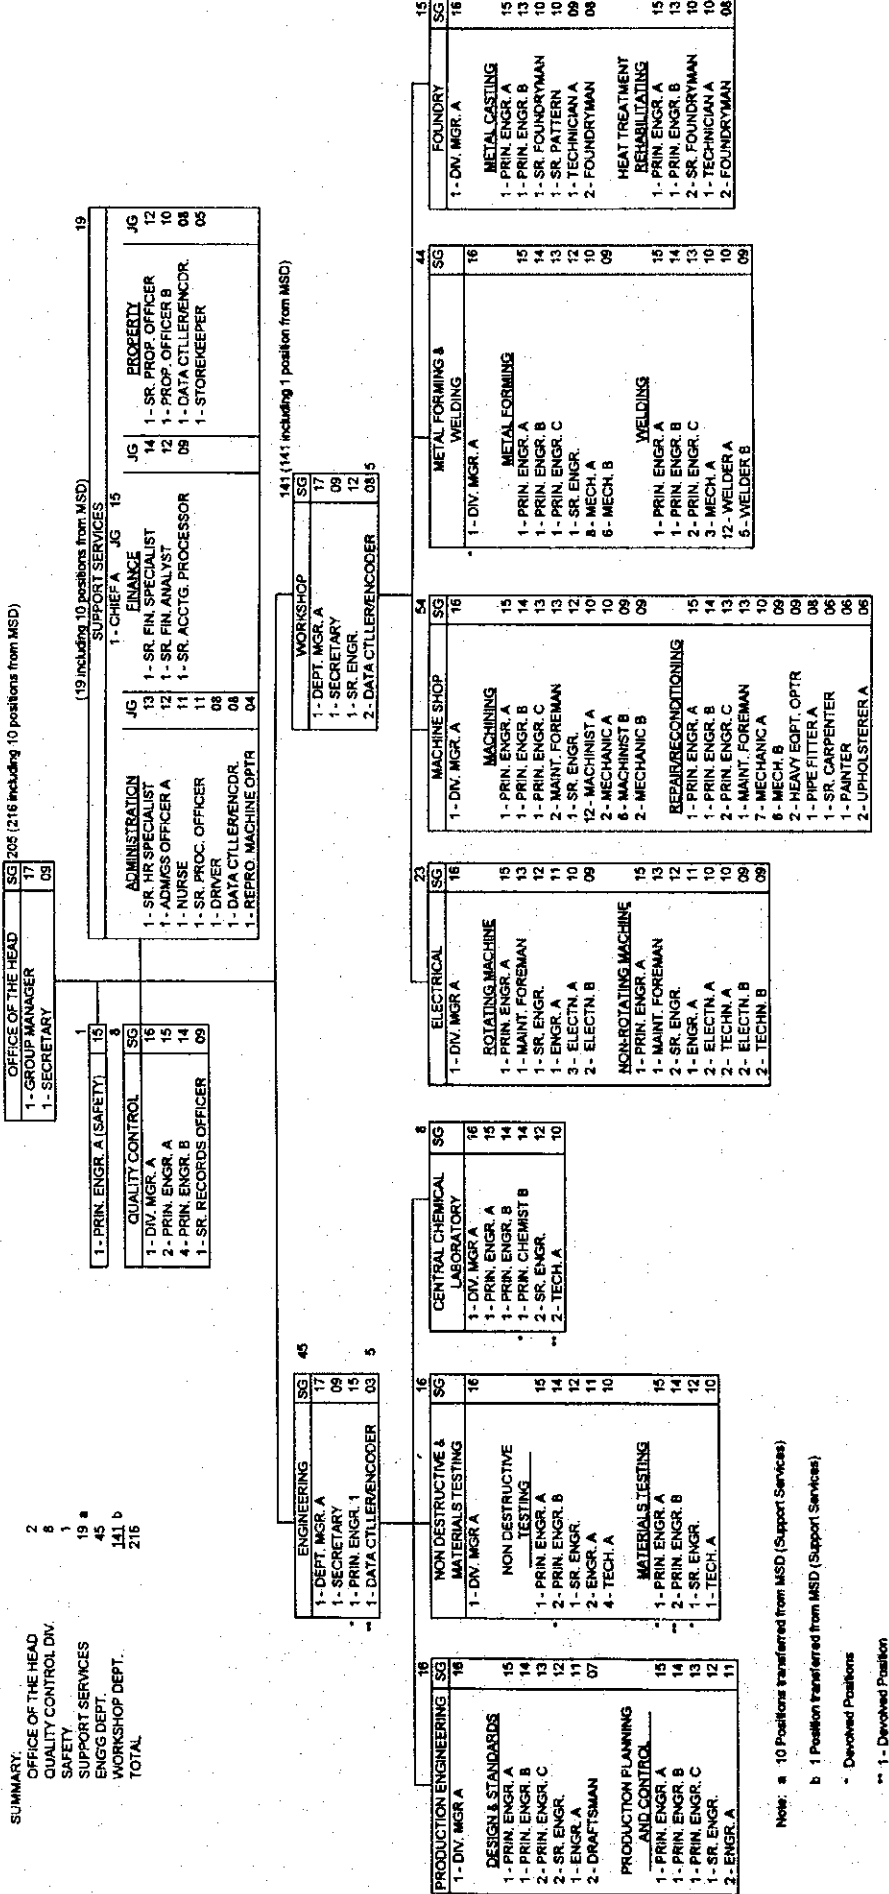 SUMMARY:
OFFICE OF THE HEAD 2
QUALITY CONTROL DIV. 8
SAFETY 1
SUPPORT SERVICES 19 a
ENG'G DEPT. 45
WORKSHOP DEPT. 141 b
TOTAL 216
OFFICE OF THE HEAD SG 205 (216 including 10 positions from MSD)
1 - GROUP MANAGER 17
1 - SECRETARY 09
1
1 - PRIN. ENGR. A (SAFETY) 15
8
QUALITY CONTROL SG
1 - DIV. MGR. A 16
2 - PRIN. ENGR. A 15
4 - PRIN. ENGR. B 14
1 - SR. RECORDS OFFICER 09
(19 including 10 positions from MSD) 19
SUPPORT SERVICES
1 - CHIEF A JG 15
ADMINISTRATION JG
1 - SR. HR SPECIALIST 13
1 - ADM/GS OFFICER A 12
1 - NURSE 11
1 - SR. PROC. OFFICER 11
1 - DRIVER 08
1 - DATA CTLLER/ENCDR. 08
1 - REPRO. MACHINE OPTR 04
FINANCE JG
1 - SR. FIN. SPECIALIST 14
1 - SR. FIN. ANALYST 12
1 - SR. ACCTG. PROCESSOR 09
PROPERTY JG
1 - SR. PROP. OFFICER 12
1 - PROP. OFFICER B 10
1 - DATA CTLLER/ENCDR. 08
1 - STOREKEEPER 05
45
ENGINEERING SG
1 - DEPT. MGR. A 17
1 - SECRETARY 09
* 1 - PRIN. ENGR. 1 15
** 1 - DATA CTLLER/ENCODER 03 5
141 (141 including 1 position from MSD)
WORKSHOP SG
1 - DEPT. MGR. A 17
1 - SECRETARY 09
1 - SR. ENGR. 12
2 - DATA CTLLER/ENCODER 08 5
16
PRODUCTION ENGINEERING SG
1 - DIV. MGR A 16
DESIGN & STANDARDS
1 - PRIN. ENGR. A 15
1 - PRIN. ENGR. B 14
2 - PRIN. ENGR. C 13
2 - SR. ENGR. 12
1 - ENGR. A 11
2 - DRAFTSMAN 07
PRODUCTION PLANNING
AND CONTROL
* 1 - PRIN. ENGR. A 15
1 - PRIN. ENGR. B 14
1 - PRIN. ENGR. C 13
1 - SR. ENGR. 12
2 - ENGR. A 11
16
NON DESTRUCTIVE & SG
MATERIALS TESTING
1 - DIV. MGR A 16
NON DESTRUCTIVE
TESTING
1 - PRIN. ENGR. A 15
* 2 - PRIN. ENGR. B 14
1 - SR. ENGR. 12
2 - ENGR. A 11
4 - TECH. A 10
MATERIALS TESTING
* 1 - PRIN. ENGR. A 15
** 2 - PRIN. ENGR. B 14
* 1 - SR. ENGR. 12
1 - TECH. A 10
8
CENTRAL CHEMICAL SG
LABORATORY
1 - DIV. MGR A 16
1 - PRIN. ENGR. A 15
1 - PRIN. ENGR. B 14
* 1 - PRIN. CHEMIST B 14
2 - SR. ENGR. 12
** 2 - TECH. A 10
23
ELECTRICAL SG
1 - DIV. MGR A 16
ROTATING MACHINE
1 - PRIN. ENGR. A 15
1 - MAINT. FOREMAN 13
1 - SR. ENGR. 12
1 - ENGR. A 11
3 - ELECTN. A 10
2 - ELECTN. B 09
NON-ROTATING MACHINE
1 - PRIN. ENGR. A 15
1 - MAINT. FOREMAN 13
2 - SR. ENGR. 12
1 - ENGR. A 11
2 - ELECTN. A 10
2 - TECHN. A 10
2 - ELECTN. B 09
2 - TECHN. B 09
54
MACHINE SHOP SG
1 - DIV. MGR. A 16
MACHINING
1 - PRIN. ENGR. A 15
1 - PRIN. ENGR. B 14
1 - PRIN. ENGR. C 13
2 - MAINT. FOREMAN 13
1 - SR. ENGR. 12
12 - MACHINIST A 10
2 - MECHANIC A 10
6 - MACHINIST B 09
2 - MECHANIC B 09
REPAIR/RECONDITIONING
1 - PRIN. ENGR. A 15
1 - PRIN. ENGR. B 14
2 - PRIN. ENGR. C 13
1 - MAINT. FOREMAN 13
7 - MECHANIC A 10
6 - MECH. B 09
2 - HEAVY EQPT. OPTR 09
1 - PIPE FITTER A 08
1 - SR. CARPENTER 06
1 - PAINTER 06
2 - UPHOLSTERER A 06
44
METAL FORMING & SG
WELDING
* 1 - DIV. MGR. A 16
METAL FORMING
1 - PRIN. ENGR. A 15
1 - PRIN. ENGR. B 14
1 - PRIN. ENGR. C 13
1 - SR. ENGR. 12
8 - MECH. A 10
6 - MECH. B 09
WELDING
1 - PRIN. ENGR. A 15
1 - PRIN. ENGR. B 14
2 - PRIN. ENGR. C 13
3 - MECH. A 10
12 - WELDER A 10
5 - WELDER B 09
15
FOUNDRY SG
1 - DIV. MGR. A 16
METAL CASTING
1 - PRIN. ENGR. A 15
1 - PRIN. ENGR. B 13
1 - SR. FOUNDRYMAN 10
1 - SR. PATTERN 10
1 - TECHNICIAN A 09
2 - FOUNDRYMAN 08
HEAT TREATMENT
REHABILITATING
1 - PRIN. ENGR. A 15
1 - PRIN. ENGR. B 13
2 - SR. FOUNDRYMAN 10
1 - TECHNICIAN A 10
2 - FOUNDRYMAN 08
Note: a 10 Positions transferred from MSD (Support Services)
b 1 Position transferred from MSD (Support Services)
* Devolved Positions
** 1 - Devolved Position